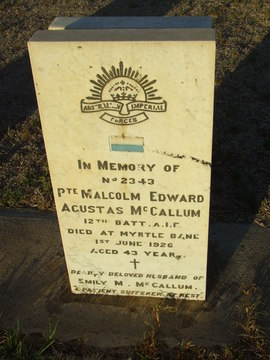 AUSTRALIAN IMPERIAL
FORCES
IN MEMORY OF
NO 2343
PTE MALCOLM EDWARD
AGUSTAS MCCALLUM
12TH BATT. A.I.F.
DIED AT MYRTLE BANK
1ST JUNE 1926
AGED 43 YEARS
DEARLY BELOVED HUSBAND OF
EMILY M. MCCALLUM.
A PATIENT SUFFERER AT REST.